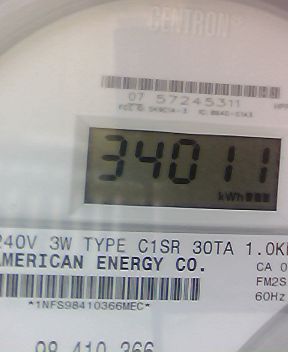 CENTRON®
07 57245311
34011
kWh
240V 3W TYPE C1SR 30TA 1.0K
AMERICAN ENERGY CO.
CA 0
FM2S
60Hz
*1NFS98410366MEC*
98 410 366